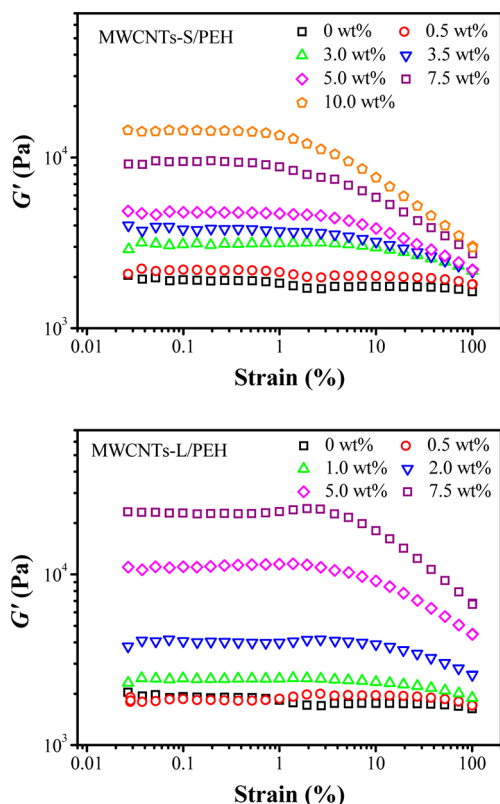 MWCNTs-S/PEH
0 wt% 0.5 wt%
3.0 wt% 3.5 wt%
5.0 wt% 7.5 wt%
10.0 wt%
G′ (Pa)
10⁴
10³
0.01 0.1 1 10 100
Strain (%)
MWCNTs-L/PEH
0 wt% 0.5 wt%
1.0 wt% 2.0 wt%
5.0 wt% 7.5 wt%
G′ (Pa)
10⁴
10³
0.01 0.1 1 10 100
Strain (%)